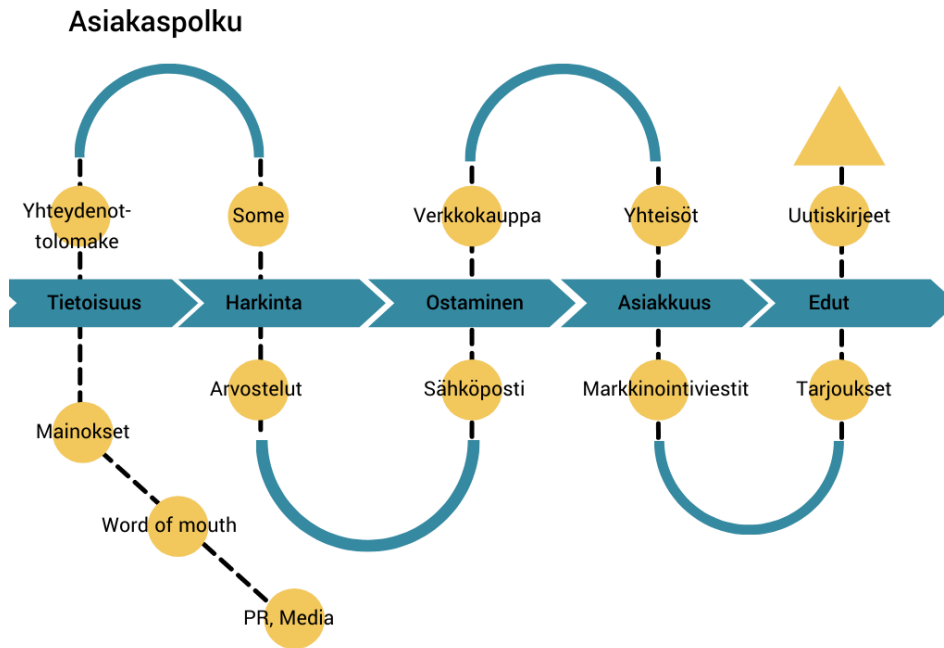 Asiakaspolku
Yhteydenot-
tolomake
Some
Verkkokauppa
Yhteisöt
Uutiskirjeet
Tietoisuus
Harkinta
Ostaminen
Asiakkuus
Edut
Arvostelut
Sähköposti
Markkinointiviestit
Tarjoukset
Mainokset
Word of mouth
PR, Media